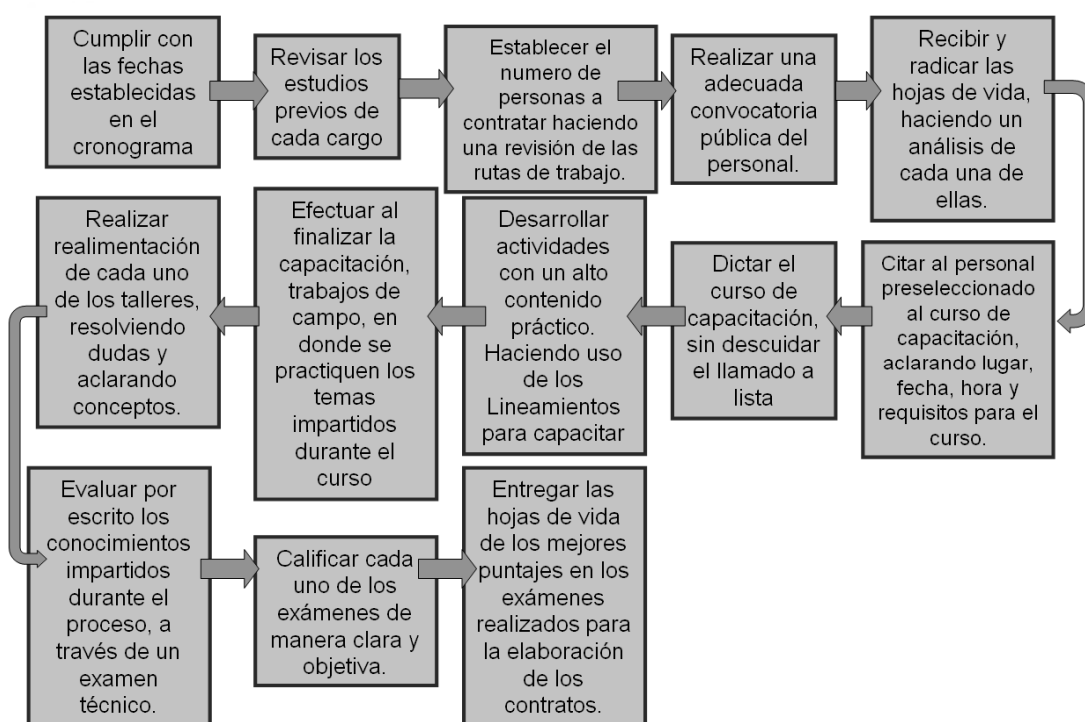 Cumplir con
las fechas
establecidas
en el
cronograma
Revisar los
estudios
previos de
cada cargo
Establecer el
numero de
personas a
contratar haciendo
una revisión de las
rutas de trabajo.
Realizar una
adecuada
convocatoria
pública del
personal.
Recibir y
radicar las
hojas de vida,
haciendo un
análisis de
cada una de
ellas.
Citar al personal
preseleccionado
al curso de
capacitación,
aclarando lugar,
fecha, hora y
requisitos para el
curso.
Dictar el
curso de
capacitación,
sin descuidar
el llamado a
lista
Desarrollar
actividades
con un alto
contenido
práctico.
Haciendo uso
de los
Lineamientos
para capacitar
Efectuar al
finalizar la
capacitación,
trabajos de
campo, en
donde se
practiquen los
temas
impartidos
durante el
curso
Realizar
realimentación
de cada uno
de los talleres,
resolviendo
dudas y
aclarando
conceptos.
Evaluar por
escrito los
conocimientos
impartidos
durante el
proceso, a
través de un
examen
técnico.
Calificar cada
uno de los
exámenes de
manera clara y
objetiva.
Entregar las
hojas de vida
de los mejores
puntajes en los
exámenes
realizados para
la elaboración
de los
contratos.